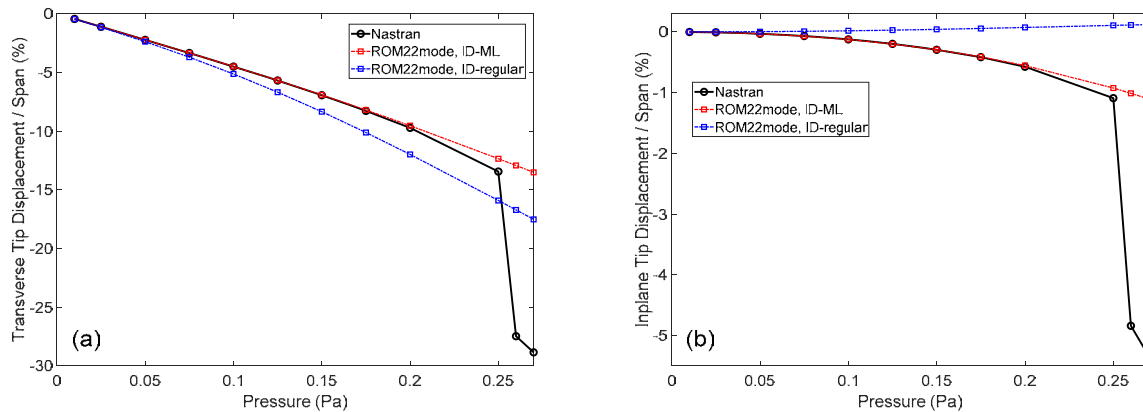 0
-5
-10
-15
-20
-25
-30
Transverse Tip Displacement / Span (%)
Nastran
ROM22mode, ID-ML
ROM22mode, ID-regular
(a)
0
0.05
0.1
0.15
0.2
0.25
Pressure (Pa)
0
-1
-2
-3
-4
-5
Inplane Tip Displacement / Span (%)
Nastran
ROM22mode, ID-ML
ROM22mode, ID-regular
(b)
0
0.05
0.1
0.15
0.2
0.25
Pressure (Pa)